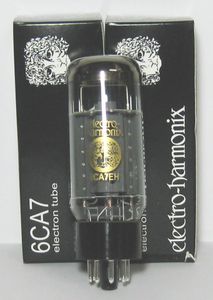 6CA7
electron tube
electro-
harmonix
6CA7EH
electro-harmonix